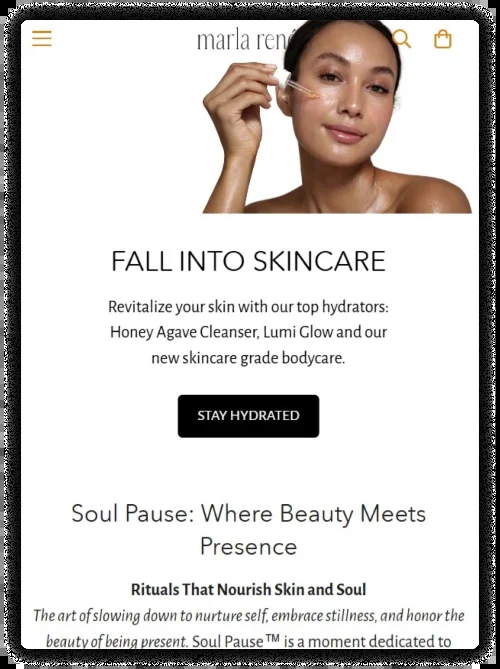 marla ren
FALL INTO SKINCARE
Revitalize your skin with our top hydrators:
Honey Agave Cleanser, Lumi Glow and our
new skincare grade bodycare.
STAY HYDRATED
Soul Pause: Where Beauty Meets
Presence
Rituals That Nourish Skin and Soul
The art of slowing down to nurture self, embrace stillness, and honor the
beauty of being present. Soul Pause™ is a moment dedicated to